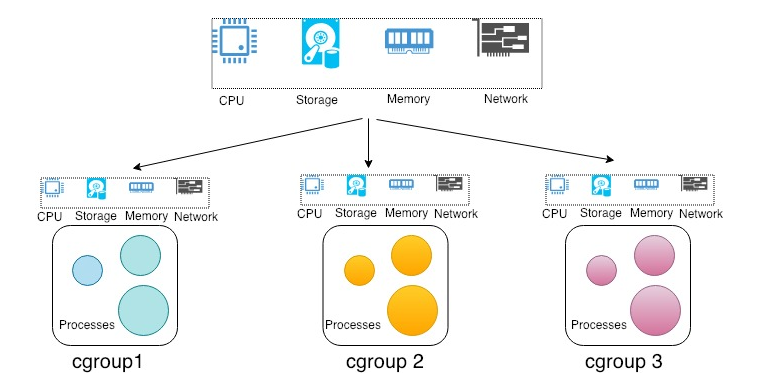 CPU Storage Memory Network
CPU Storage Memory Network
CPU Storage Memory Network
CPU Storage Memory Network
Processes
Processes
Processes
cgroup1
cgroup 2
cgroup 3